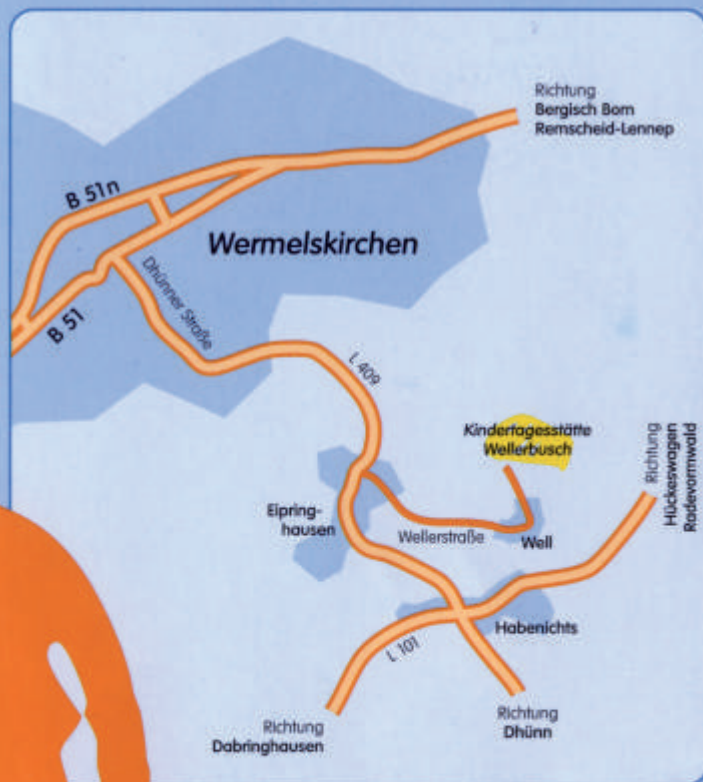 Richtung
Bergisch Born
Remscheid-Lennep
B 51n
Wermelskirchen
Dhünner Straße
B 51
L 409
Kindertagesstätte
Wellerbusch
Richtung
Hückeswagen
Radevormwald
Eipring-
hausen
Wellerstraße
Well
Habenichts
L 101
Richtung
Dabringhausen
Richtung
Dhünn